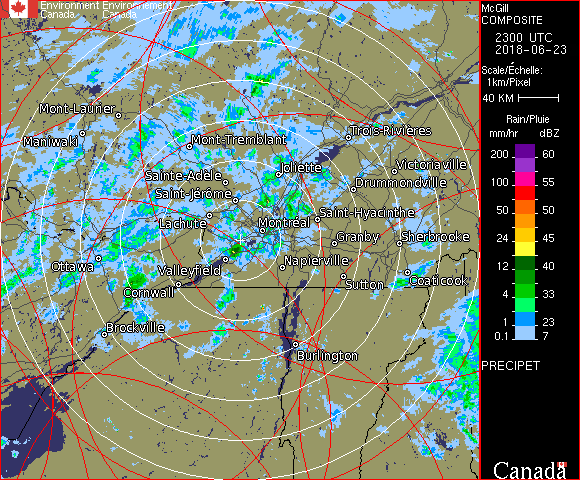 Environment Environnement
Canada Canada
McGill
COMPOSITE
2300 UTC
2018-06-23
Scale/Échelle:
1km/Pixel
40 KM
Rain/Pluie
mm/hr dBZ
200 60
100 55
50 50
24 45
12 40
4 33
1 23
0.1 7
PRECIPET
Canada
Mont-Laurier
Maniwaki
Mont-Tremblant
Trois-Rivières
Joliette
Victoriaville
Sainte-Adèle
Drummondville
Saint-Jérôme
Saint-Hyacinthe
Lachute
Montréal
Granby
Sherbrooke
Ottawa
Valleyfield
Napierville
Cornwall
Sutton
Coaticook
Brockville
Burlington